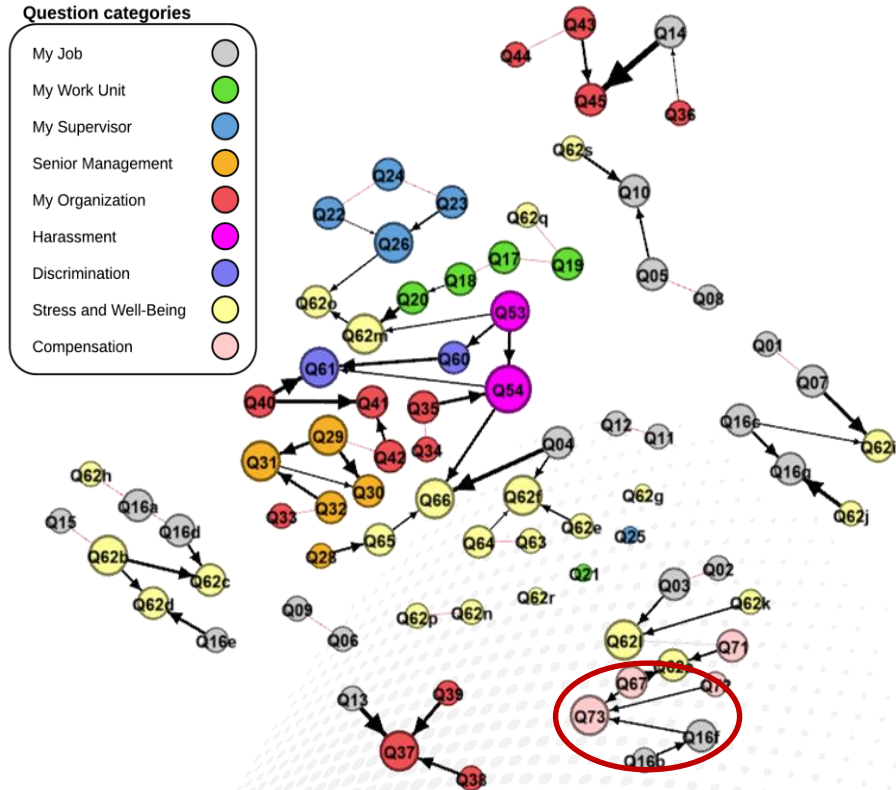 Question categories
My Job
My Work Unit
My Supervisor
Senior Management
My Organization
Harassment
Discrimination
Stress and Well-Being
Compensation
Q43
Q14
Q44
Q45
Q36
Q62s
Q24
Q10
Q22
Q23
Q62q
Q26
Q17
Q19
Q18
Q05
Q62o
Q20
Q08
Q53
Q62m
Q01
Q61
Q60
Q54
Q07
Q40
Q41
Q35
Q12
Q16c
Q29
Q11
Q04
Q62i
Q34
Q31
Q42
Q16g
Q62h
Q30
Q66
Q62f
Q62g
Q16a
Q33
Q32
Q62j
Q15
Q16d
Q62e
Q25
Q65
Q64
Q63
Q62b
Q28
Q62c
Q21
Q02
Q62d
Q03
Q62r
Q09
Q62k
Q16e
Q06
Q62p
Q62n
Q62l
Q71
Q67
Q13
Q39
Q73
Q16f
Q37
Q16b
Q38